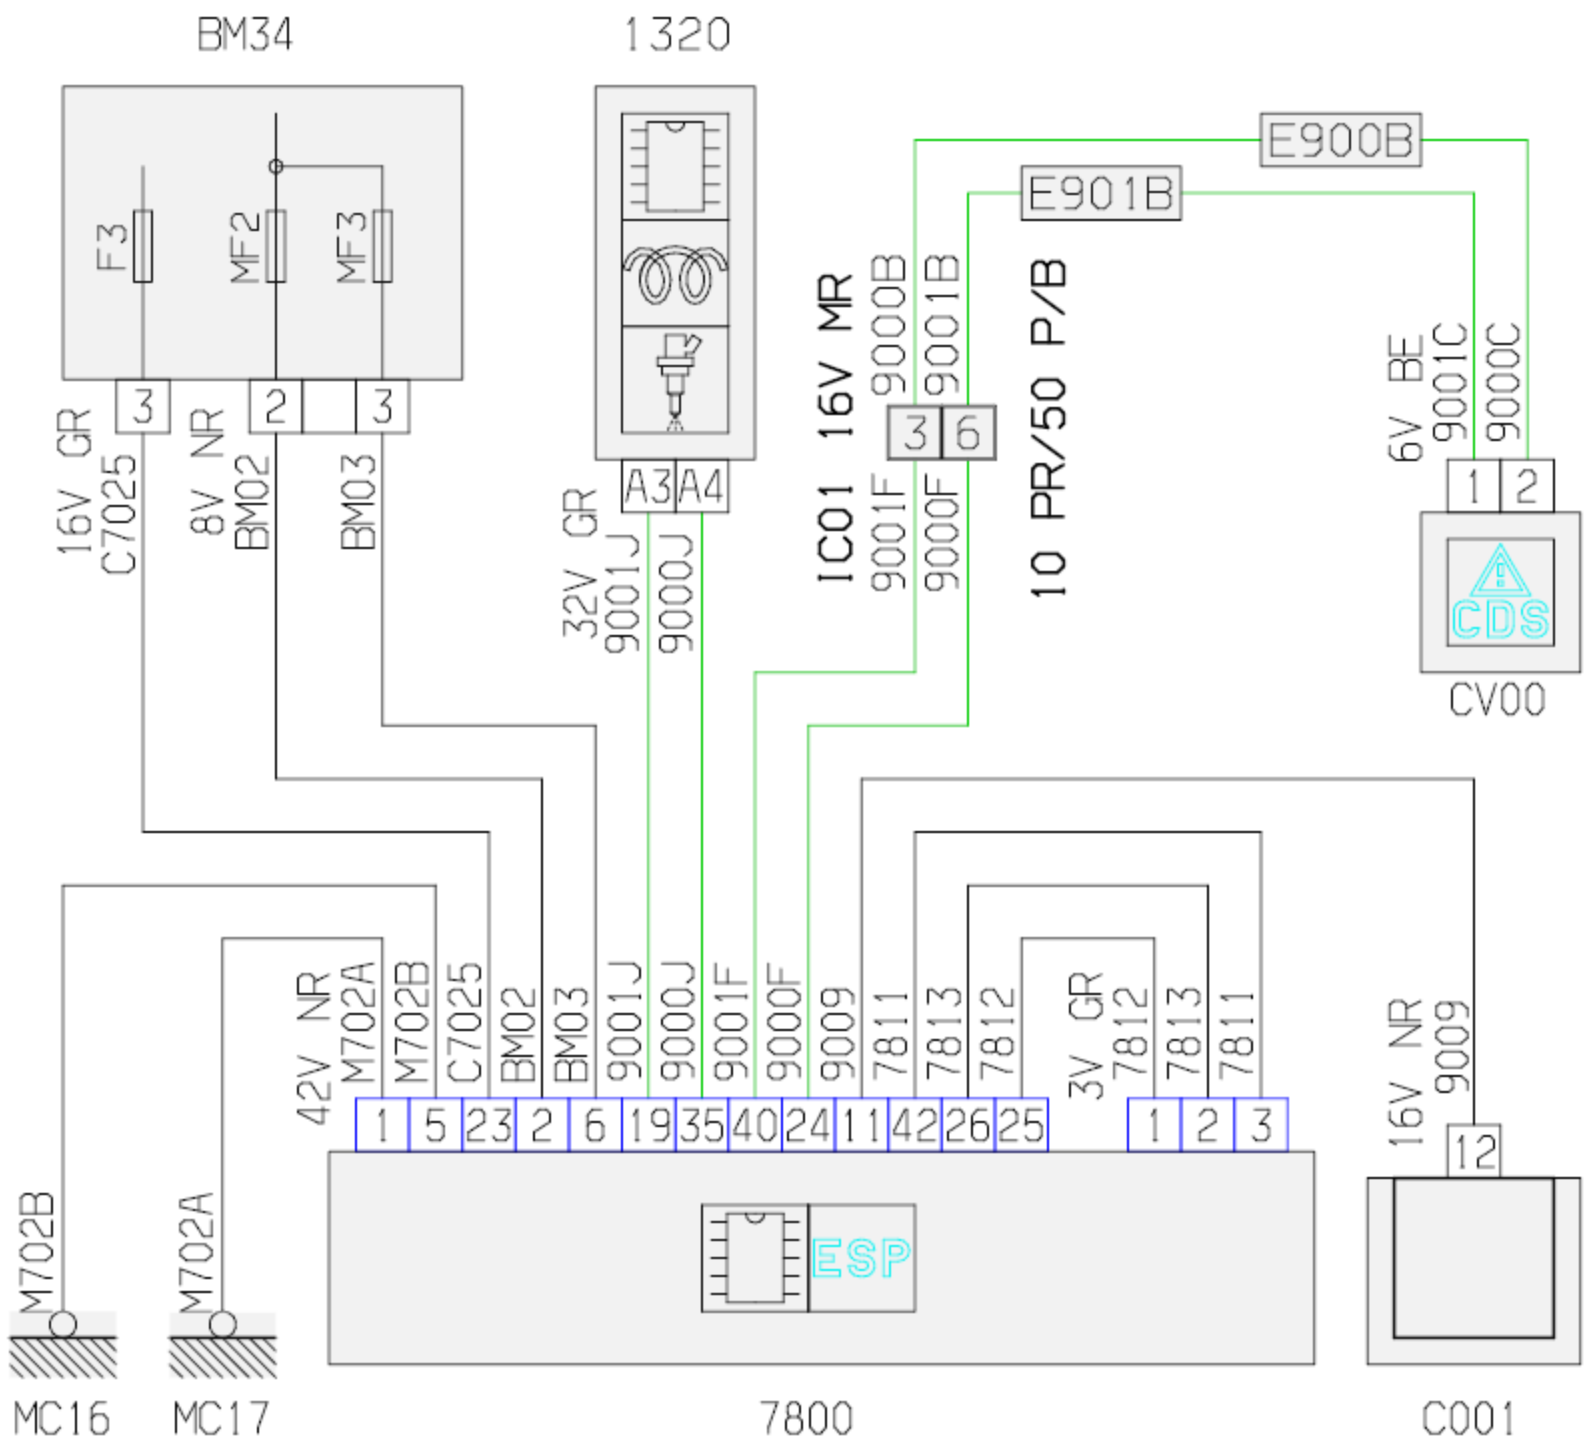 BM34
1320
E900B
E901B
F3
MF2
MF3
3
2
3
16V GR
C7025
8V NR
BM02
BM03
A3
A4
32V GR
9001J
9000J
IC01 16V MR
9000B
9001B
10 PR/50 P/B
3
6
9001F
9000F
6V BE
9001C
9000C
1
2
CDS
CV00
42V NR
M702A
M702B
C7025
BM02
BM03
9001J
9000J
9001F
9000F
9009
7811
7813
7812
3V GR
7812
7813
7811
16V NR
9009
1
5
23
2
6
19
35
40
24
11
42
26
25
1
2
3
12
M702B
M702A
ESP
MC16
MC17
7800
C001